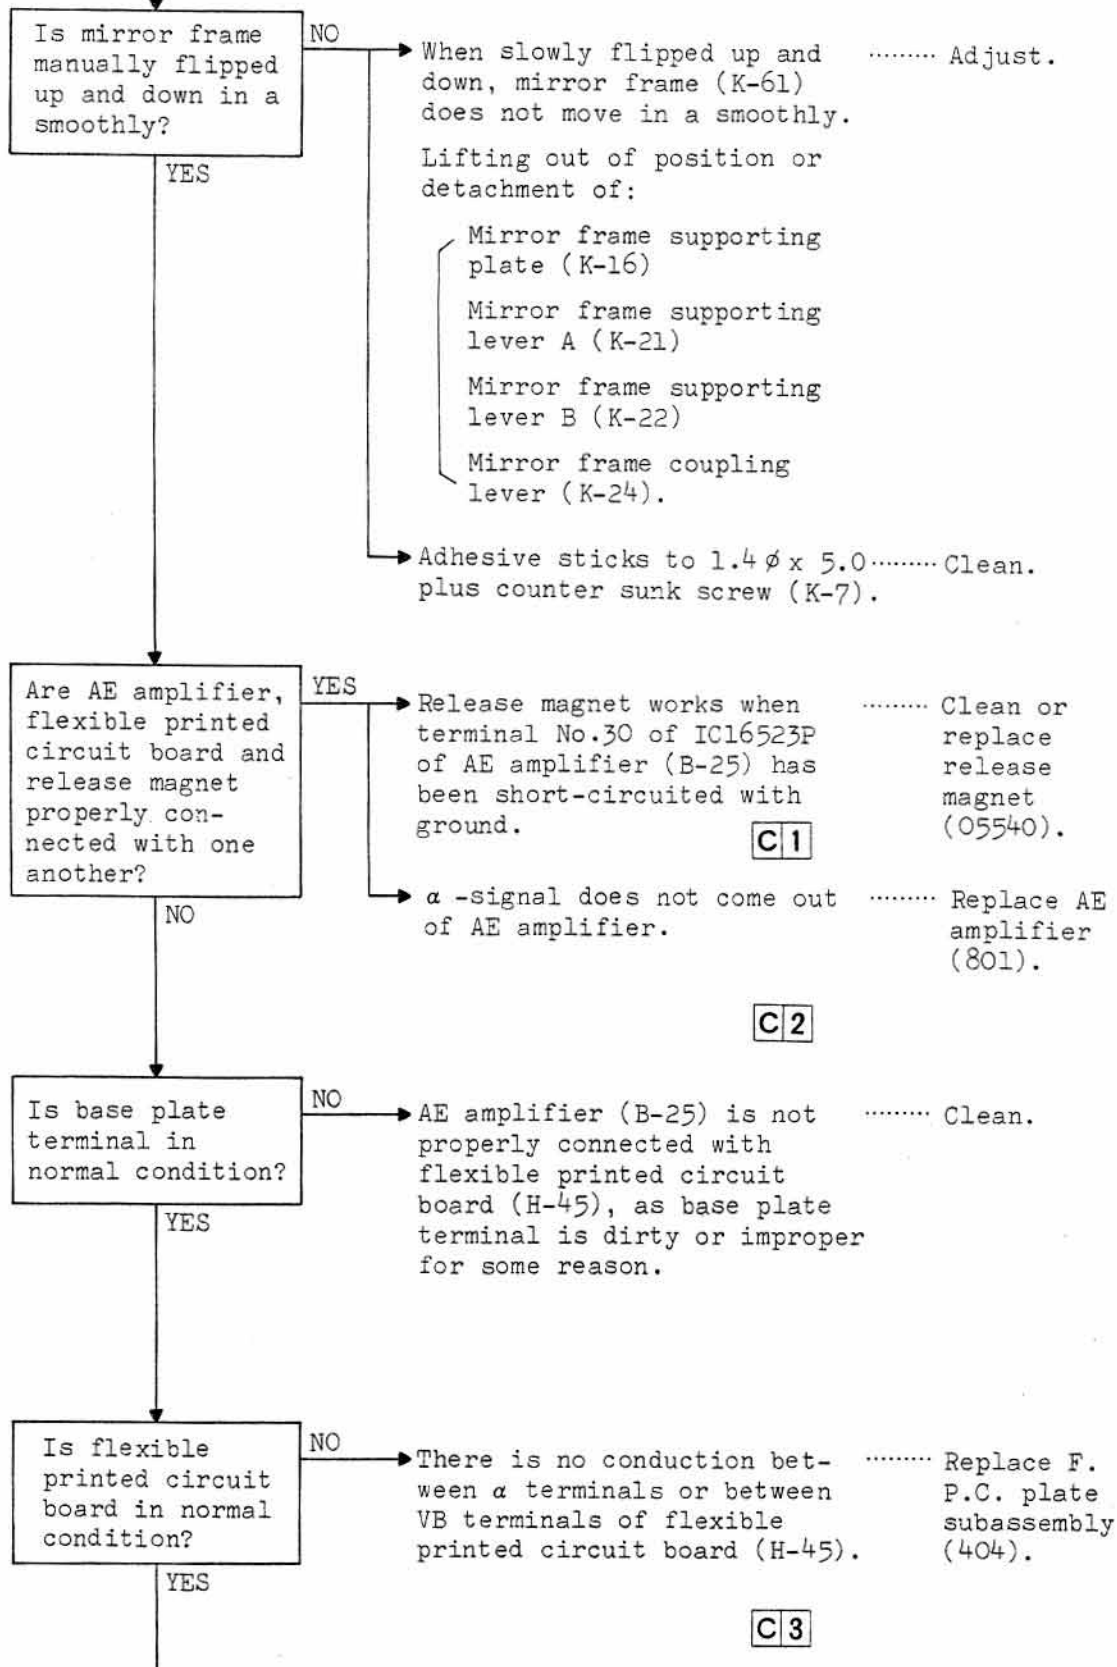 Is mirror frame
manually flipped
up and down in a
smoothly?
NO
When slowly flipped up and
down, mirror frame (K-61)
does not move in a smoothly.
········· Adjust.
YES
Lifting out of position or
detachment of:
Mirror frame supporting
plate (K-16)
Mirror frame supporting
lever A (K-21)
Mirror frame supporting
lever B (K-22)
Mirror frame coupling
lever (K-24).
Adhesive sticks to 1.4 ϕ x 5.0 ········· Clean.
plus counter sunk screw (K-7).
Are AE amplifier,
flexible printed
circuit board and
release magnet
properly con-
nected with one
another?
YES
Release magnet works when
terminal No.30 of IC16523P
of AE amplifier (B-25) has
been short-circuited with
ground.
········· Clean or
replace
release
magnet
(05540).
C 1
α -signal does not come out
of AE amplifier.
········· Replace AE
amplifier
(801).
NO
C 2
Is base plate
terminal in
normal condition?
NO
AE amplifier (B-25) is not
properly connected with
flexible printed circuit
board (H-45), as base plate
terminal is dirty or improper
for some reason.
········· Clean.
YES
Is flexible
printed circuit
board in normal
condition?
NO
There is no conduction bet-
ween α terminals or between
VB terminals of flexible
printed circuit board (H-45).
········· Replace F.
P.C. plate
subassembly
(404).
YES
C 3